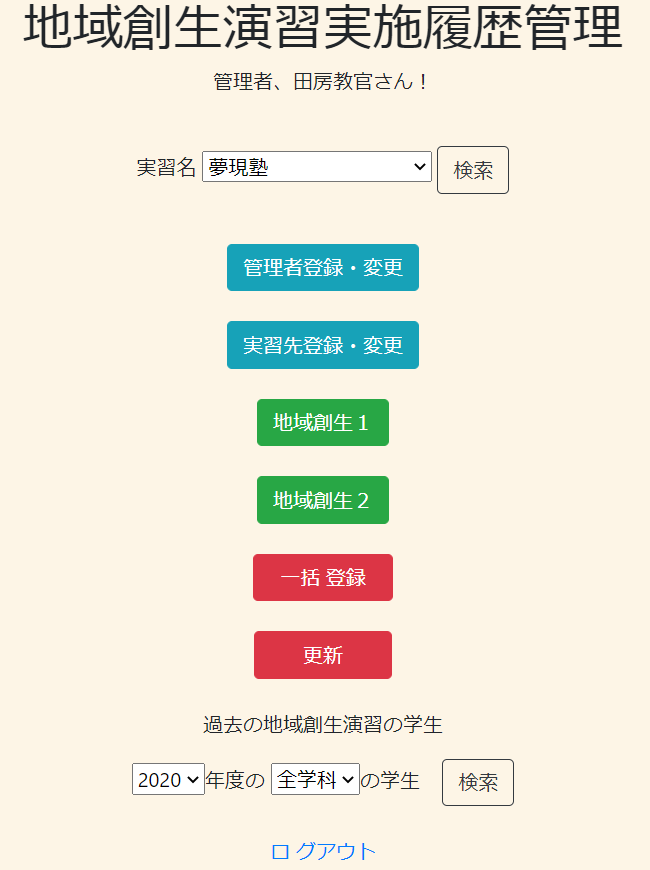 地域創生演習実施履歴管理
管理者、田房教官さん！
実習名 夢現塾 検索
管理者登録・変更
実習先登録・変更
地域創生１
地域創生２
一括 登録
更新
過去の地域創生演習の学生
2020 年度の 全学科 の学生 検索
ロ グアウト